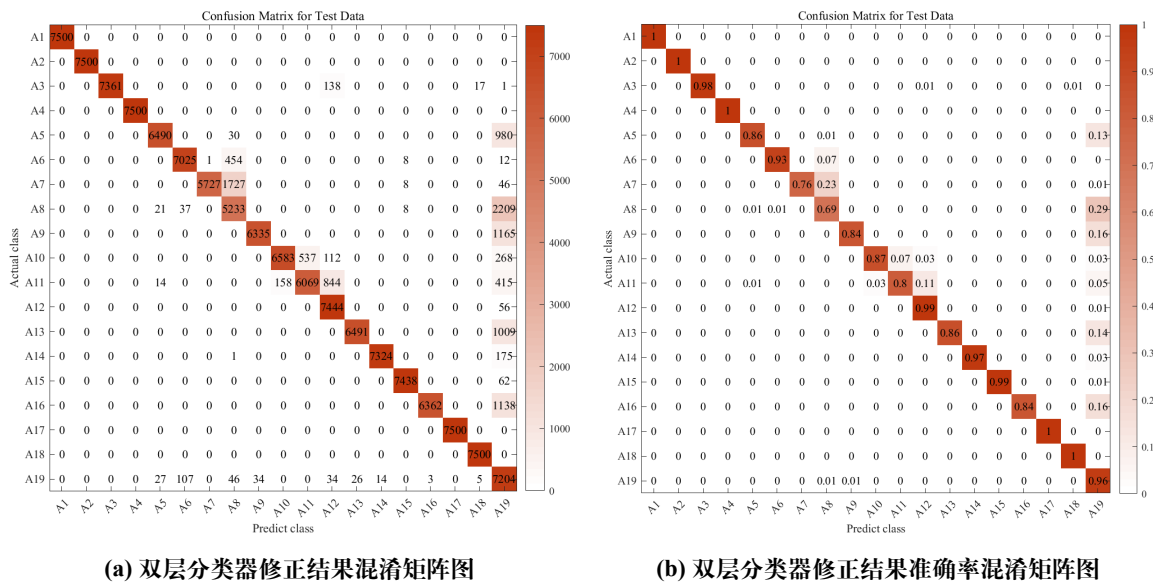 Confusion Matrix for Test Data
A1 7500 0 0 0 0 0 0 0 0 0 0 0 0 0 0 0 0 0 0
A2 0 7500 0 0 0 0 0 0 0 0 0 0 0 0 0 0 0 0 0
A3 0 0 7361 0 0 0 0 0 0 0 0 138 0 0 0 0 0 17 1
A4 0 0 0 7500 0 0 0 0 0 0 0 0 0 0 0 0 0 0 0
A5 0 0 0 0 6490 0 0 30 0 0 0 0 0 0 0 0 0 0 980
A6 0 0 0 0 0 7025 1 454 0 0 0 0 0 0 8 0 0 0 12
A7 0 0 0 0 0 0 5727 1727 0 0 0 0 0 0 8 0 0 0 46
A8 0 0 0 0 21 37 0 5233 0 0 0 0 0 0 8 0 0 0 2209
A9 0 0 0 0 0 0 0 0 6335 0 0 0 0 0 0 0 0 0 1165
A10 0 0 0 0 0 0 0 0 0 6583 537 112 0 0 0 0 0 0 268
A11 0 0 0 0 14 0 0 0 0 158 6069 844 0 0 0 0 0 0 415
A12 0 0 0 0 0 0 0 0 0 0 0 7444 0 0 0 0 0 0 56
A13 0 0 0 0 0 0 0 0 0 0 0 0 6491 0 0 0 0 0 1009
A14 0 0 0 0 0 0 0 1 0 0 0 0 0 7324 0 0 0 0 175
A15 0 0 0 0 0 0 0 0 0 0 0 0 0 0 7438 0 0 0 62
A16 0 0 0 0 0 0 0 0 0 0 0 0 0 0 0 6362 0 0 1138
A17 0 0 0 0 0 0 0 0 0 0 0 0 0 0 0 0 7500 0 0
A18 0 0 0 0 0 0 0 0 0 0 0 0 0 0 0 0 0 7500 0
A19 0 0 0 0 27 107 0 46 34 0 0 34 26 14 0 3 0 5 7204
A1 A2 A3 A4 A5 A6 A7 A8 A9 A10 A11 A12 A13 A14 A15 A16 A17 A18 A19
Predict class
Actual class
7000
6000
5000
4000
3000
2000
1000
0
(a) 双层分类器修正结果混淆矩阵图
Confusion Matrix for Test Data
A1 1 0 0 0 0 0 0 0 0 0 0 0 0 0 0 0 0 0 0
A2 0 1 0 0 0 0 0 0 0 0 0 0 0 0 0 0 0 0 0
A3 0 0 0.98 0 0 0 0 0 0 0 0 0.01 0 0 0 0 0 0.01 0
A4 0 0 0 1 0 0 0 0 0 0 0 0 0 0 0 0 0 0 0
A5 0 0 0 0 0.86 0 0 0.01 0 0 0 0 0 0 0 0 0 0 0.13
A6 0 0 0 0 0 0.93 0 0.07 0 0 0 0 0 0 0 0 0 0 0
A7 0 0 0 0 0 0 0.76 0.23 0 0 0 0 0 0 0 0 0 0 0.01
A8 0 0 0 0 0.01 0.01 0 0.69 0 0 0 0 0 0 0 0 0 0 0.29
A9 0 0 0 0 0 0 0 0 0.84 0 0 0 0 0 0 0 0 0 0.16
A10 0 0 0 0 0 0 0 0 0 0.87 0.07 0.03 0 0 0 0 0 0 0.03
A11 0 0 0 0 0.01 0 0 0 0 0.03 0.8 0.11 0 0 0 0 0 0 0.05
A12 0 0 0 0 0 0 0 0 0 0 0 0.99 0 0 0 0 0 0 0.01
A13 0 0 0 0 0 0 0 0 0 0 0 0 0.86 0 0 0 0 0 0.14
A14 0 0 0 0 0 0 0 0 0 0 0 0 0 0.97 0 0 0 0 0.03
A15 0 0 0 0 0 0 0 0 0 0 0 0 0 0 0.99 0 0 0 0.01
A16 0 0 0 0 0 0 0 0 0 0 0 0 0 0 0 0.84 0 0 0.16
A17 0 0 0 0 0 0 0 0 0 0 0 0 0 0 0 0 1 0 0
A18 0 0 0 0 0 0 0 0 0 0 0 0 0 0 0 0 0 1 0
A19 0 0 0 0 0 0 0 0.01 0.01 0 0 0 0 0 0 0 0 0 0.96
A1 A2 A3 A4 A5 A6 A7 A8 A9 A10 A11 A12 A13 A14 A15 A16 A17 A18 A19
Predict class
Actual class
1
0.9
0.8
0.7
0.6
0.5
0.4
0.3
0.2
0.1
0
(b) 双层分类器修正结果准确率混淆矩阵图